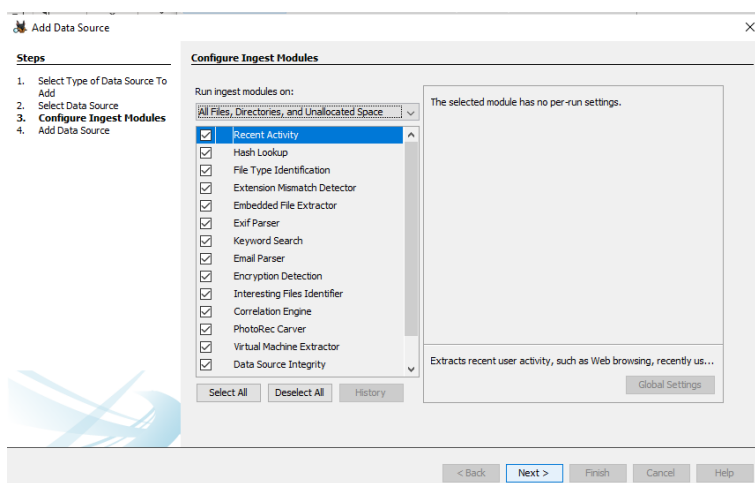 Add Data Source
Steps
1. Select Type of Data Source To
Add
2. Select Data Source
3. Configure Ingest Modules
4. Add Data Source
Configure Ingest Modules
Run ingest modules on:
All Files, Directories, and Unallocated Space
Recent Activity
Hash Lookup
File Type Identification
Extension Mismatch Detector
Embedded File Extractor
Exif Parser
Keyword Search
Email Parser
Encryption Detection
Interesting Files Identifier
Correlation Engine
PhotoRec Carver
Virtual Machine Extractor
Data Source Integrity
Select All Deselect All History
The selected module has no per-run settings.
Extracts recent user activity, such as Web browsing, recently us...
Global Settings
< Back Next > Finish Cancel Help